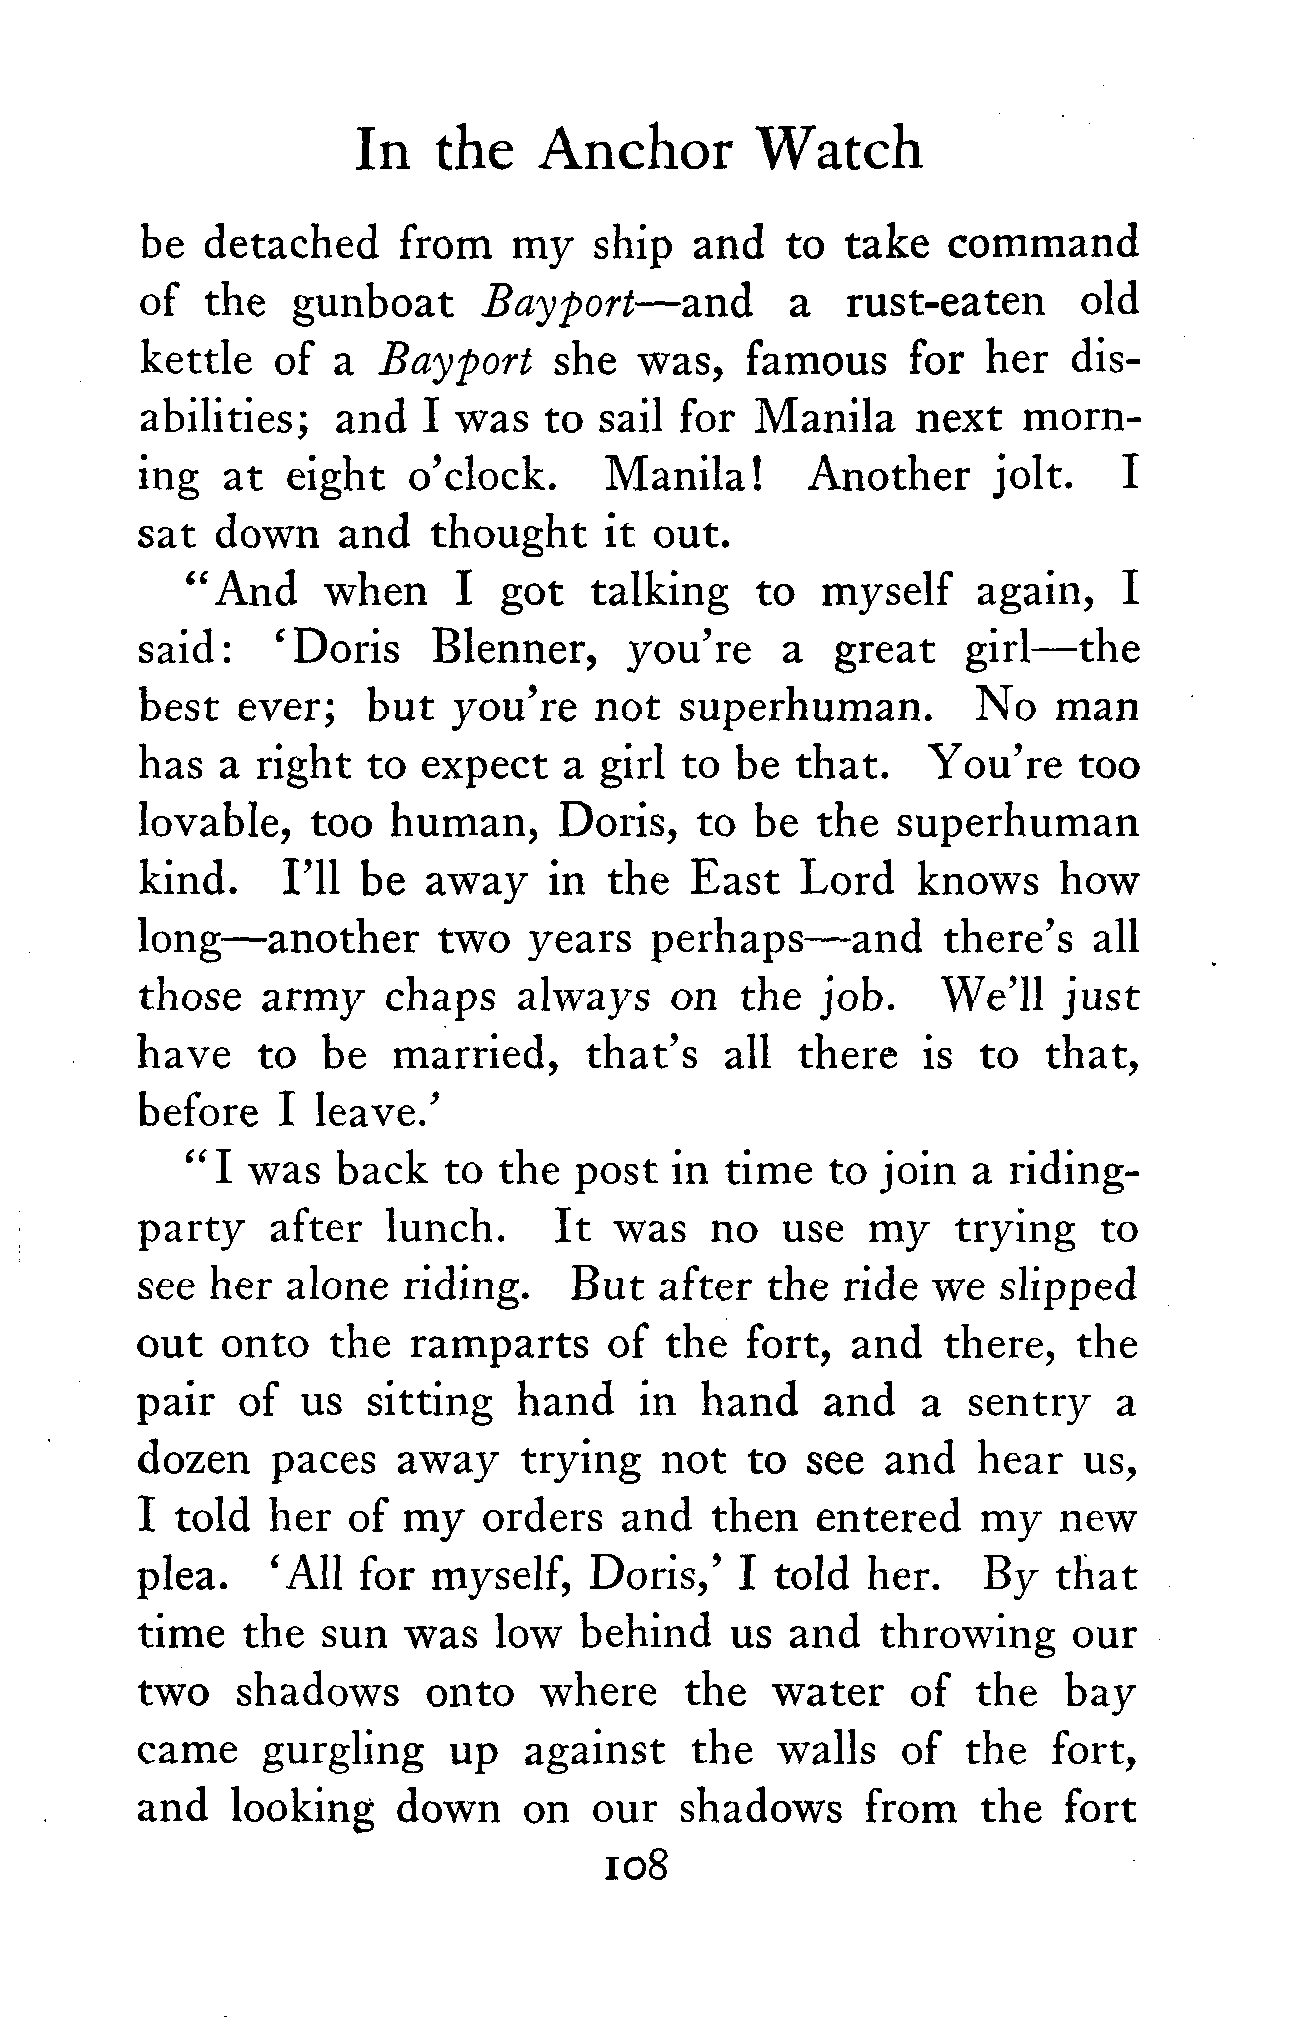 In the Anchor Watch
be detached from my ship and to take command
of the gunboat Bayport—and a rust-eaten old
kettle of a Bayport she was, famous for her dis-
abilities; and I was to sail for Manila next morn-
ing at eight o'clock. Manila! Another jolt. I
sat down and thought it out.
"And when I got talking to myself again, I
said: 'Doris Blenner, you're a great girl—the
best ever; but you're not superhuman. No man
has a right to expect a girl to be that. You're too
lovable, too human, Doris, to be the superhuman
kind. I'll be away in the East Lord knows how
long—another two years perhaps—and there's all
those army chaps always on the job. We'll just
have to be married, that's all there is to that,
before I leave.'
"I was back to the post in time to join a riding-
party after lunch. It was no use my trying to
see her alone riding. But after the ride we slipped
out onto the ramparts of the fort, and there, the
pair of us sitting hand in hand and a sentry a
dozen paces away trying not to see and hear us,
I told her of my orders and then entered my new
plea. 'All for myself, Doris,' I told her. By that
time the sun was low behind us and throwing our
two shadows onto where the water of the bay
came gurgling up against the walls of the fort,
and looking down on our shadows from the fort
108